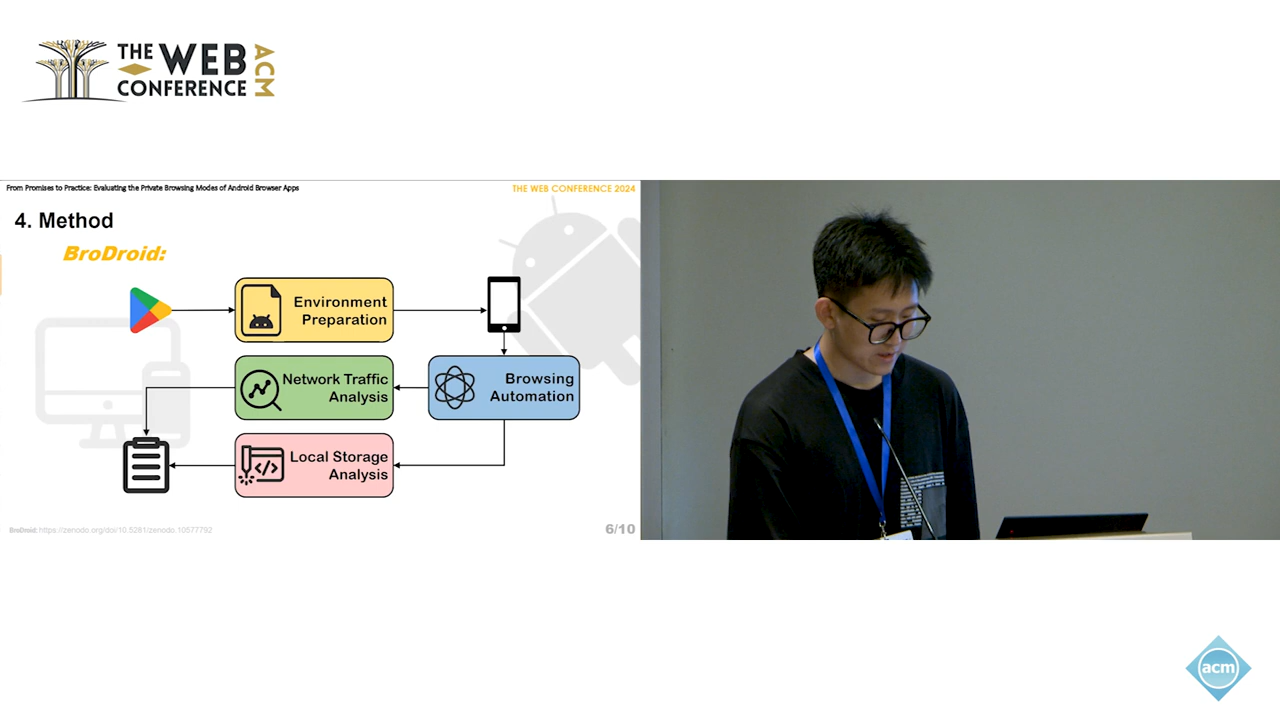 THE WEB
CONFERENCE
ACM
From Promises to Practice: Evaluating the Private Browsing Modes of Android Browser Apps
THE WEB CONFERENCE 2024
4. Method
BroDroid:
Environment
Preparation
Network Traffic
Analysis
Browsing
Automation
Local Storage
Analysis
BroDroid: https://zenodo.org/doi/10.5281/zenodo.10577792
6/10
acm